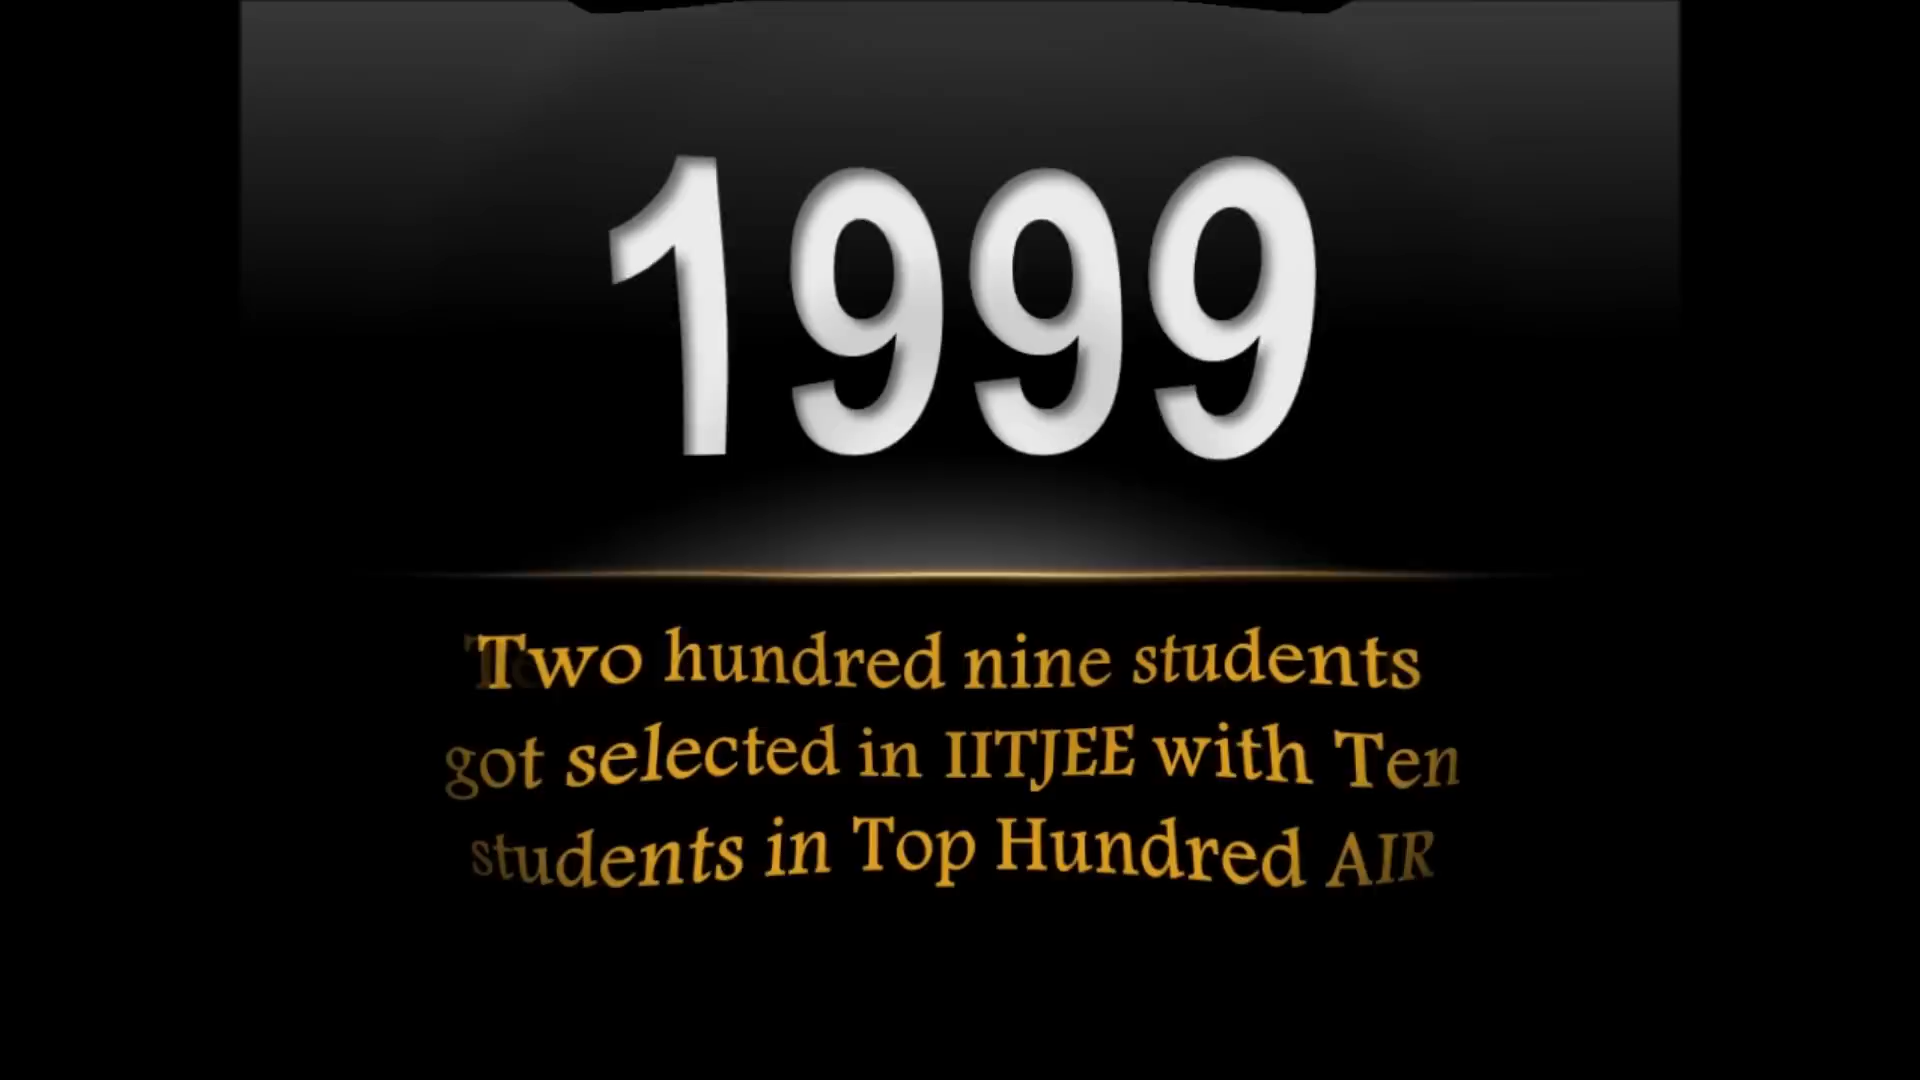 1999
Two hundred nine students
got selected in IITJEE with Ten
students in Top Hundred AIR